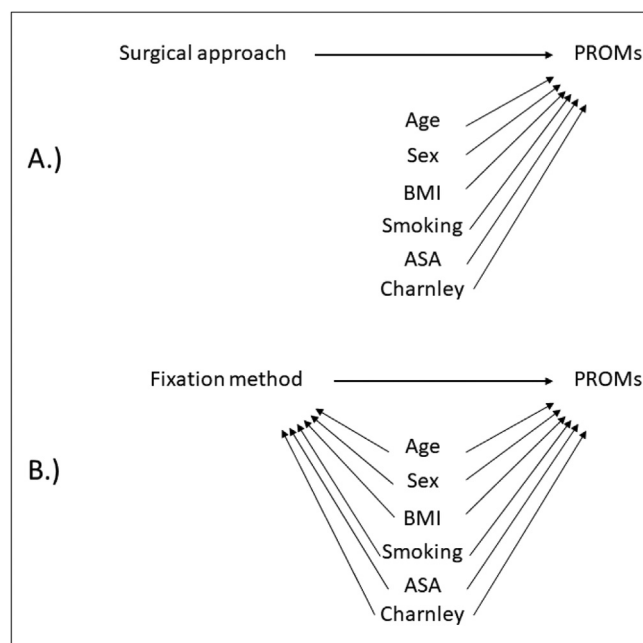 Surgical approach PROMs
Age
Sex
A.)
BMI
Smoking
ASA
Charnley
Fixation method PROMs
Age
B.)
Sex
BMI
Smoking
ASA
Charnley